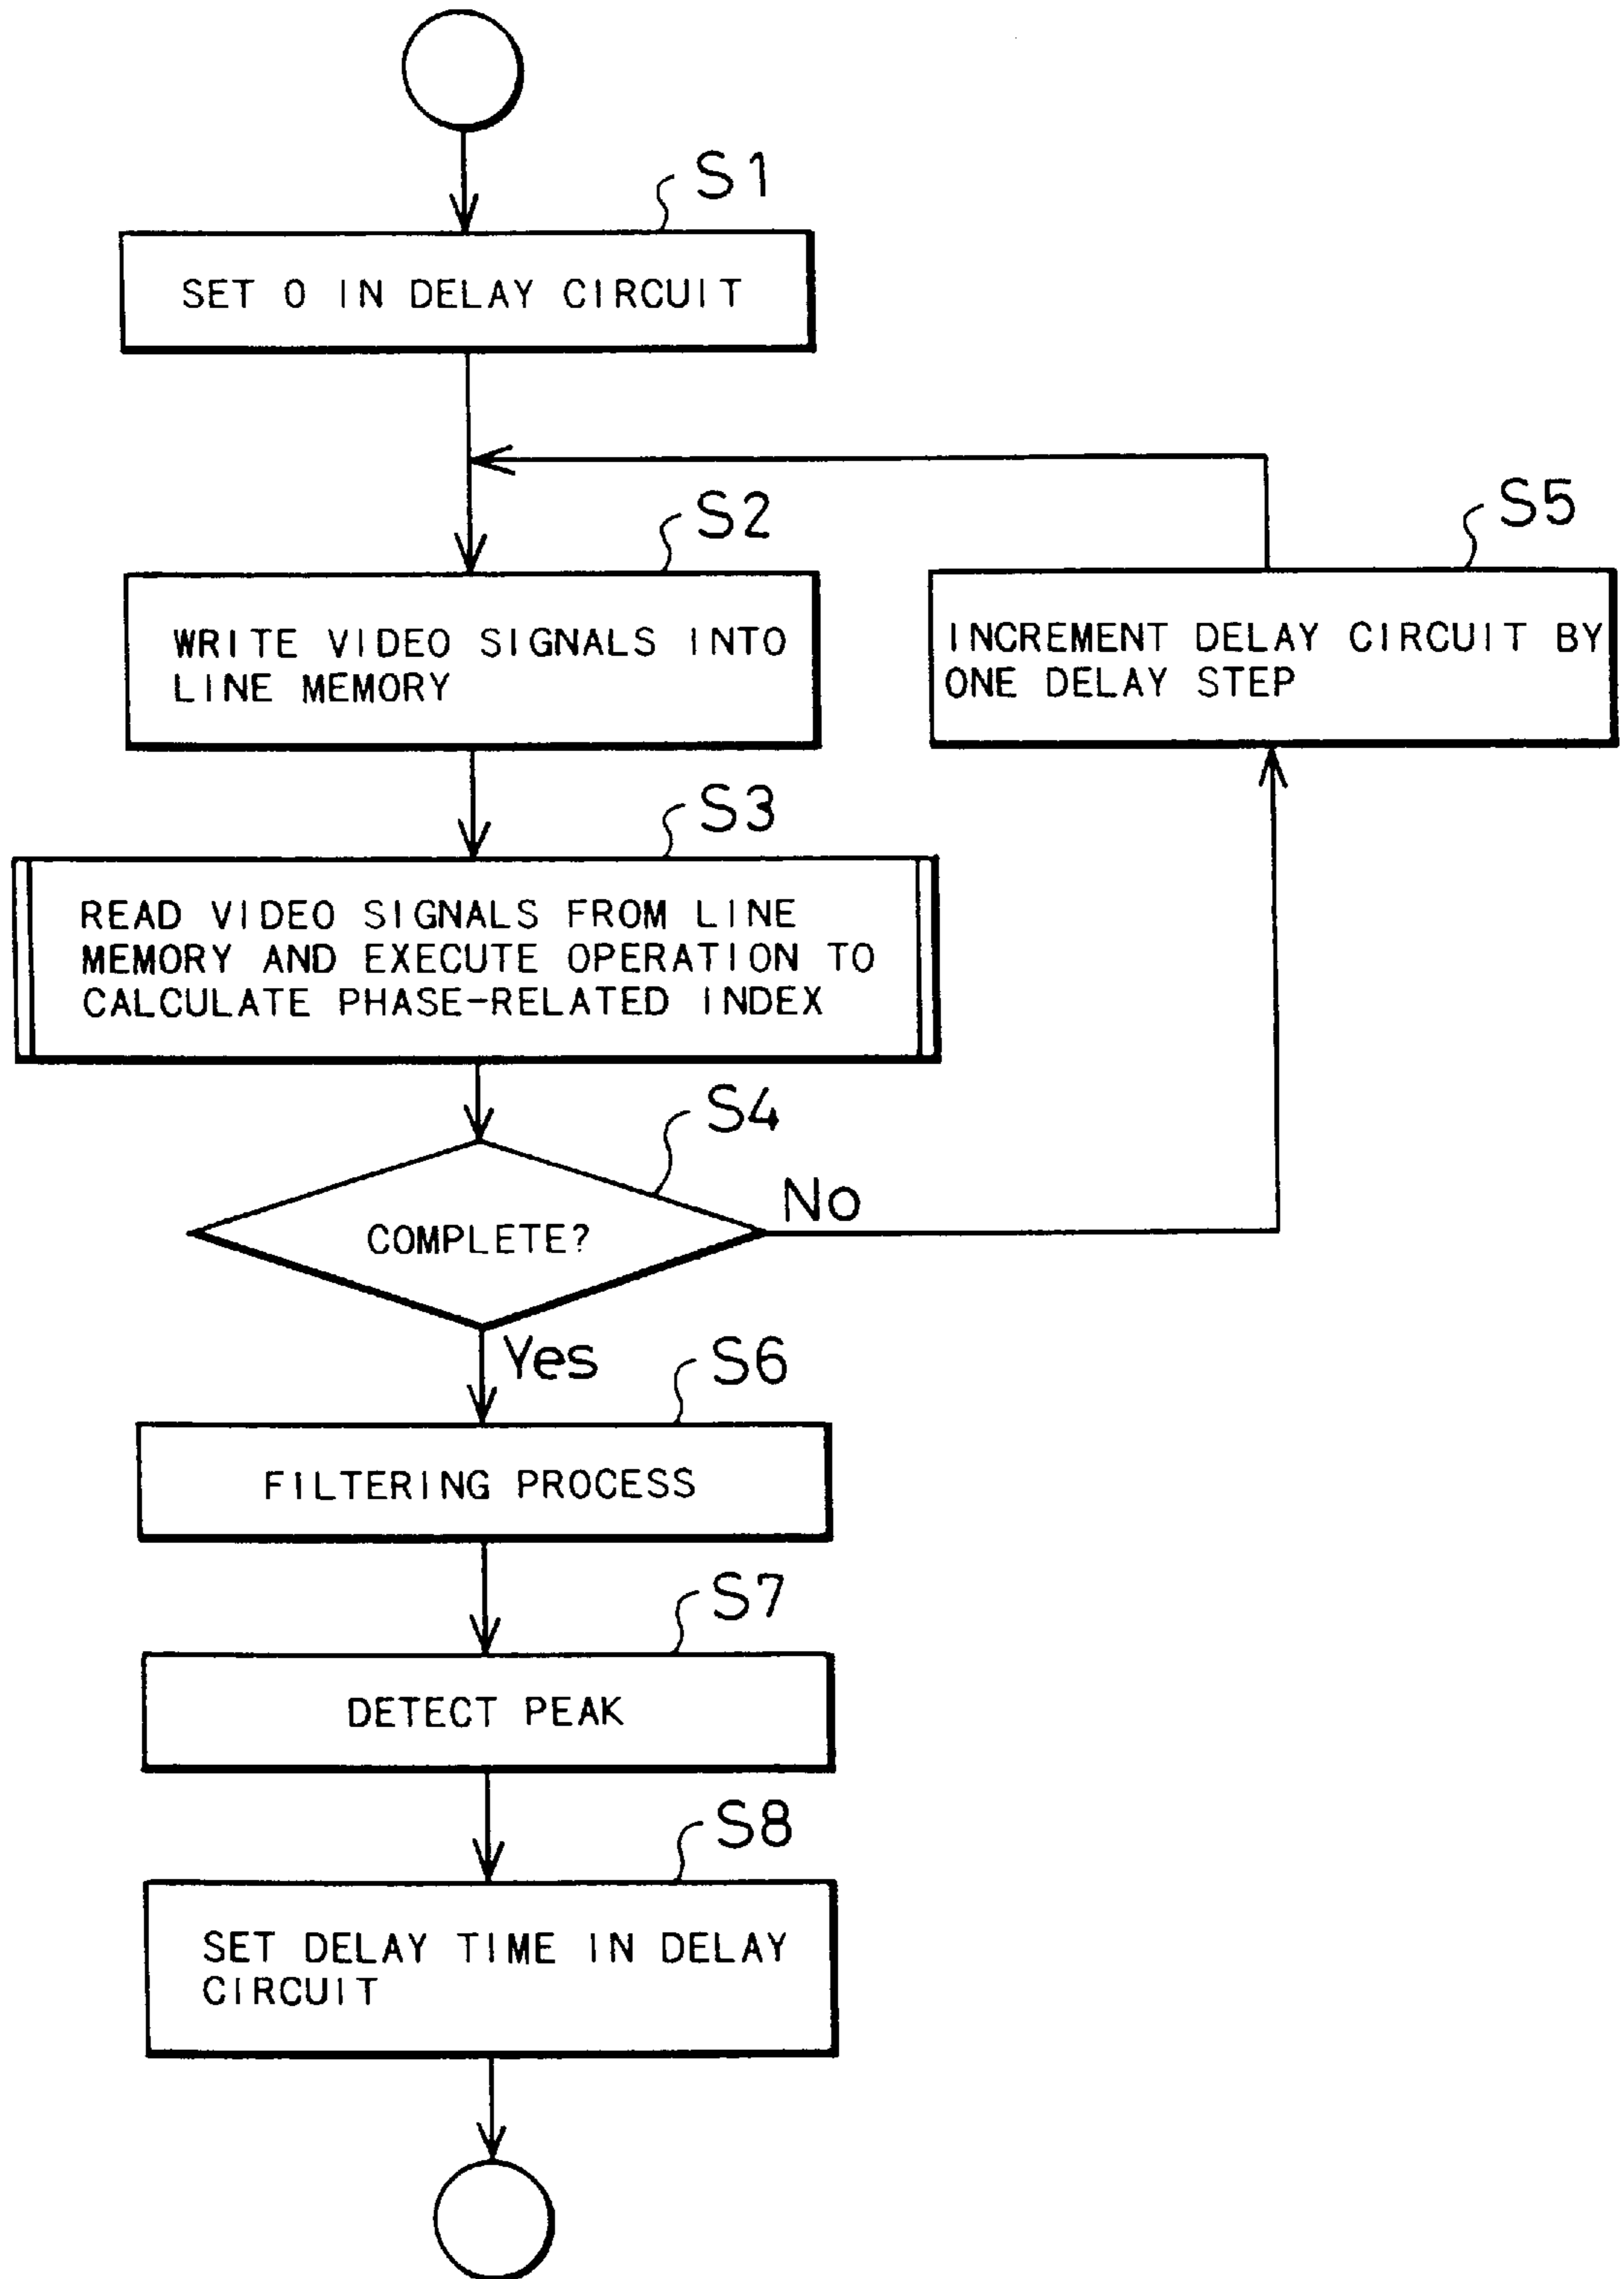 S1
SET 0 IN DELAY CIRCUIT
S2
WRITE VIDEO SIGNALS INTO
LINE MEMORY
S5
INCREMENT DELAY CIRCUIT BY
ONE DELAY STEP
S3
READ VIDEO SIGNALS FROM LINE
MEMORY AND EXECUTE OPERATION TO
CALCULATE PHASE-RELATED INDEX
S4
COMPLETE?
No
Yes
S6
FILTERING PROCESS
S7
DETECT PEAK
S8
SET DELAY TIME IN DELAY
CIRCUIT